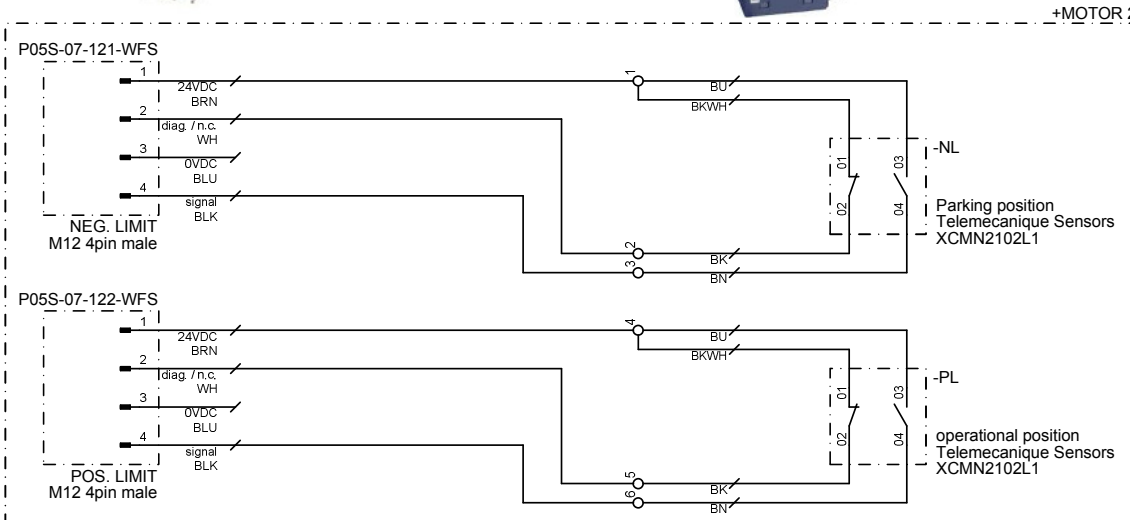 +MOTOR 2
P05S-07-121-WFS
1
24VDC
BRN
2
diag. / n.c.
WH
3
0VDC
BLU
4
signal
BLK
NEG. LIMIT
M12 4pin male
1
BU
BKWH
2
BK
3
BN
01
03
02
04
-NL
Parking position
Telemecanique Sensors
XCMN2102L1
P05S-07-122-WFS
1
24VDC
BRN
2
diag. / n.c.
WH
3
0VDC
BLU
4
signal
BLK
POS. LIMIT
M12 4pin male
4
BU
BKWH
5
BK
6
BN
01
03
02
04
-PL
operational position
Telemecanique Sensors
XCMN2102L1